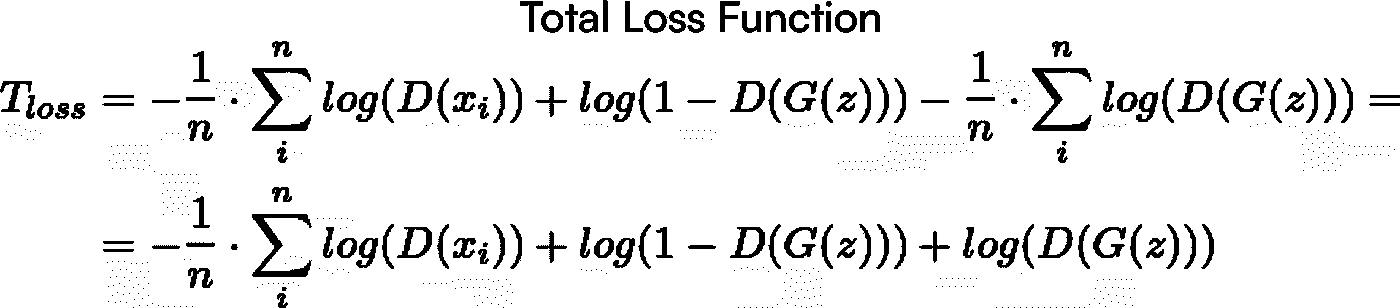 Total Loss Function
T_{loss} = -\frac{1}{n} \cdot \sum_{i}^{n} log(D(x_i)) + log(1 - D(G(z))) - \frac{1}{n} \cdot \sum_{i}^{n} log(D(G(z))) =
= -\frac{1}{n} \cdot \sum_{i}^{n} log(D(x_i)) + log(1 - D(G(z))) + log(D(G(z)))